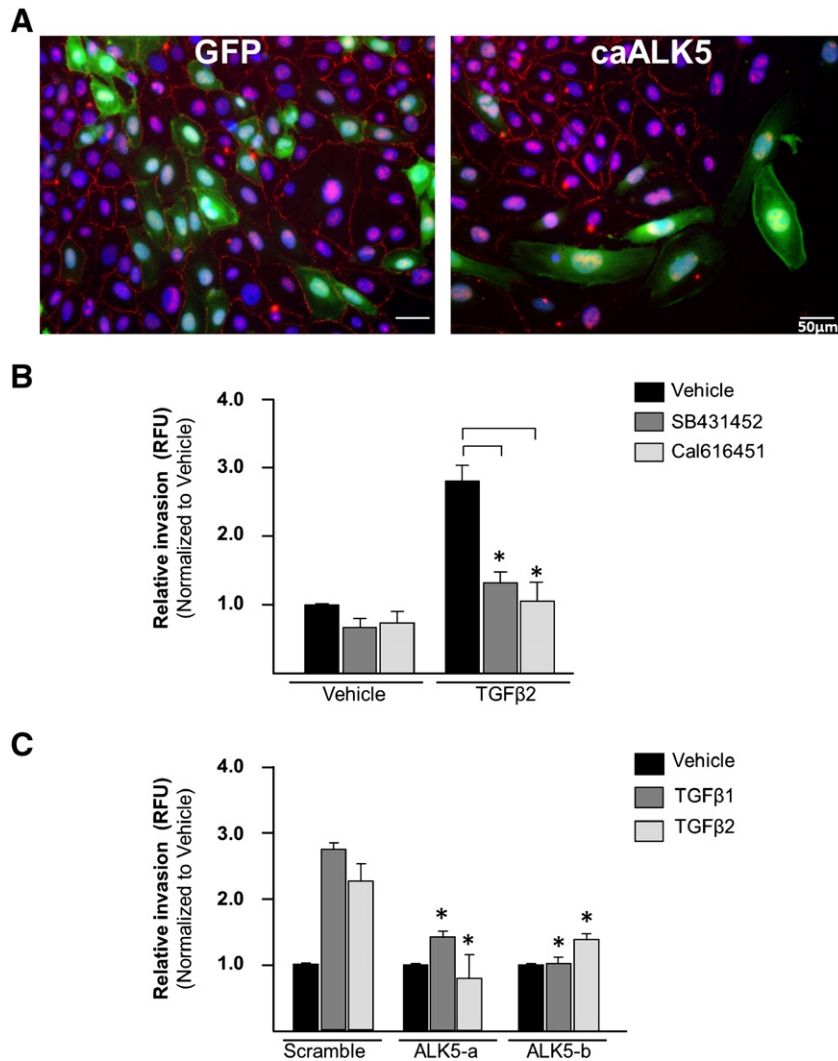 A
GFP
caALK5
50µm
B
4.0
3.0
2.0
1.0
Relative invasion (RFU)
(Normalized to Vehicle)
*
*
Vehicle
TGFβ2
Vehicle
SB431452
Cal616451
C
4.0
3.0
2.0
1.0
Relative invasion (RFU)
(Normalized to Vehicle)
*
*
*
*
Scramble
ALK5-a
ALK5-b
Vehicle
TGFβ1
TGFβ2